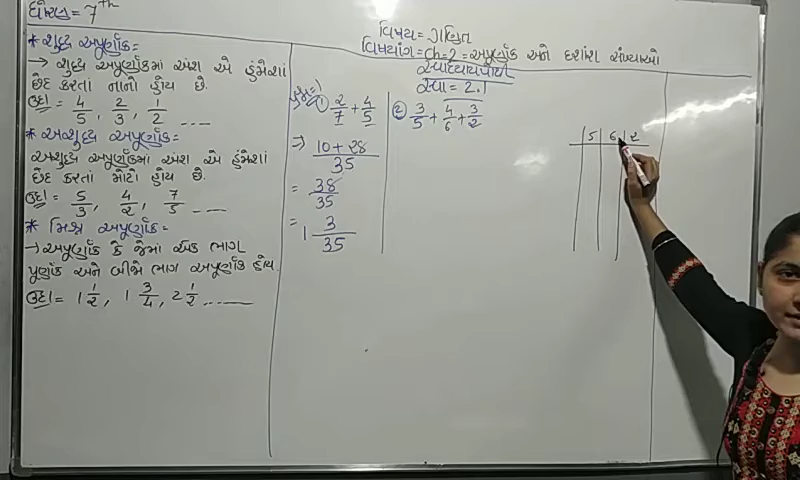 ધોરણ = 7th
વિષય = ગણિત
વિષયાંગ = Ch = 2 = અપૂર્ણાંક અને દશાંશ સંખ્યાઓ
સ્વાધ્યાયપોથી
સ્વા = 2.1
* શુદ્ધ અપૂર્ણાંક =
→ શુદ્ધ અપૂર્ણાંકમાં અંશ એ હંમેશાં
છેદ કરતાં નાનો હોય છે.
ઉદા = 4/5, 2/3, 1/2 ---
* અશુદ્ધ અપૂર્ણાંક =
અશુદ્ધ અપૂર્ણાંકમાં અંશ એ હંમેશાં
છેદ કરતાં મોટો હોય છે.
ઉદા = 5/3, 4/2, 7/5 ---
* મિશ્ર અપૂર્ણાંક =
→ અપૂર્ણાંક કે જેમાં એક ભાગ
પૂર્ણાંક અને બીજો ભાગ અપૂર્ણાંક હોય.
ઉદા = 1 1/2, 1 3/4, 2 1/2 ------
① 2/7 + 4/5
⇒ 10 + 28 / 35
= 38/35
= 1 3/35
② 3/5 + 4/6 + 3/2
5 6 2